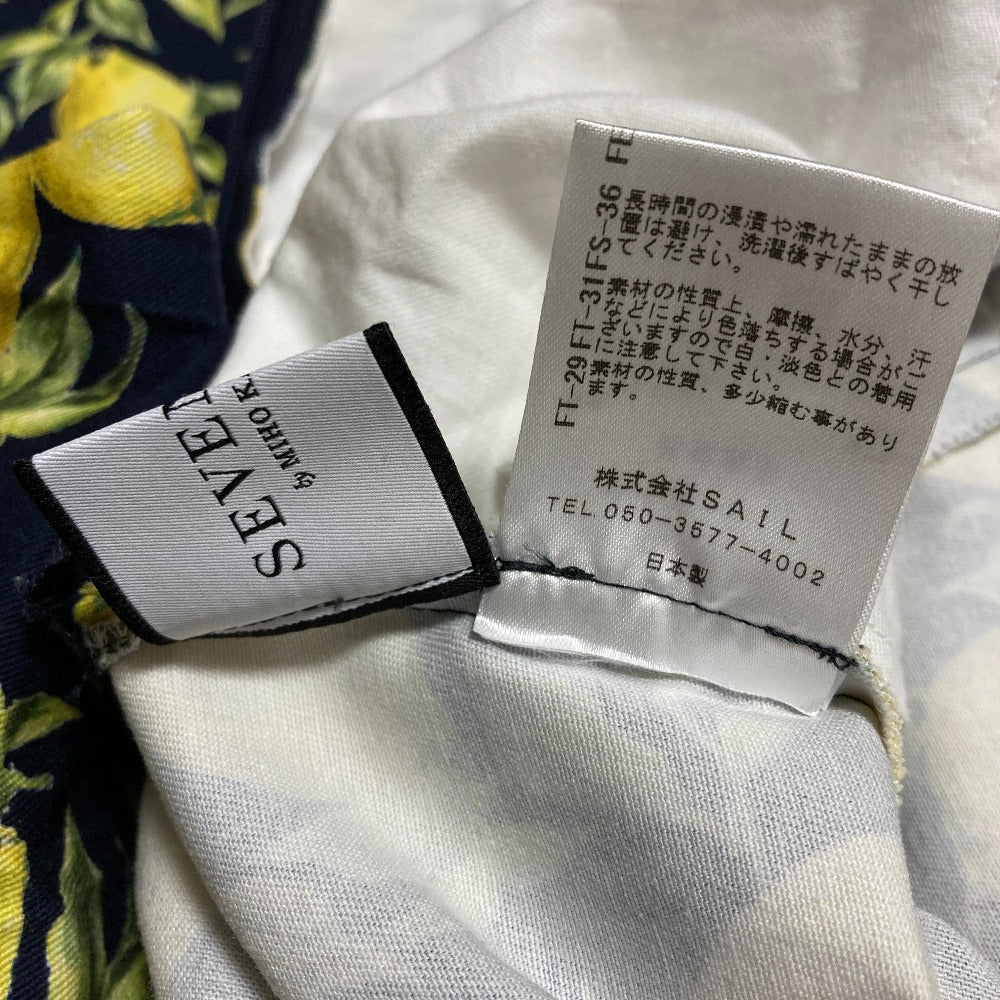 SEVEI
by MIHO K
FT-29 FT-31 FS-36
長時間の浸漬や濡れたままの放
置は避け、洗濯後すばやく干し
てください。
素材の性質上、摩擦、水分、汗
などにより色落ちする場合がご
ざいますので白・淡色との着用
に注意して下さい。
素材の性質、多少縮む事があり
ます。
株式会社SAIL
TEL.060-3577-4002
日本製